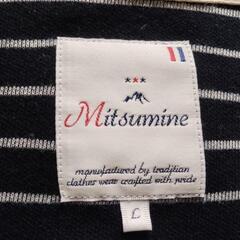 Mitsumine
manufactured by tradition
clothes wear crafted with pride
L